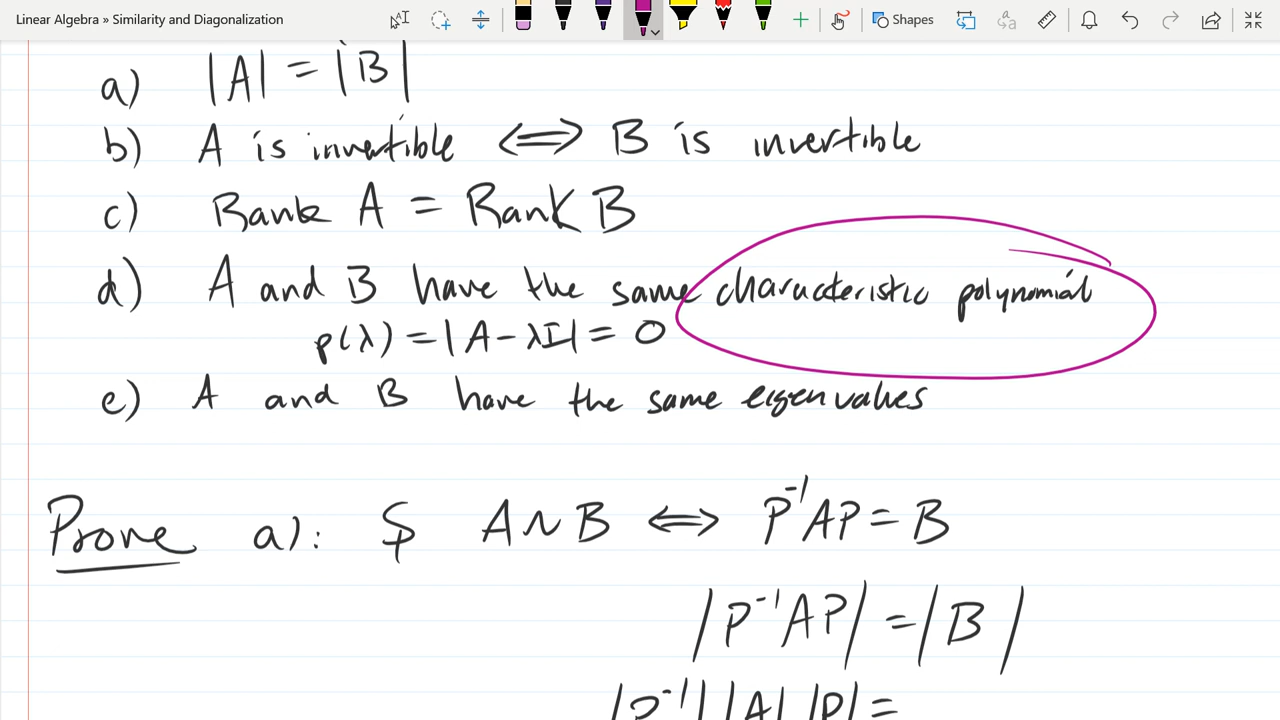 Linear Algebra » Similarity and Diagonalization
Shapes
a) |A| = |B|
b) A is invertible ⟺ B is invertible
c) Rank A = Rank B
d) A and B have the same characteristic polynomial
p(λ) = |A - λI| = 0
e) A and B have the same eigenvalues
Prove a): $ A ~ B ⟺ P⁻¹AP = B
|P⁻¹AP| = |B|
|P⁻¹| |A| |P| =